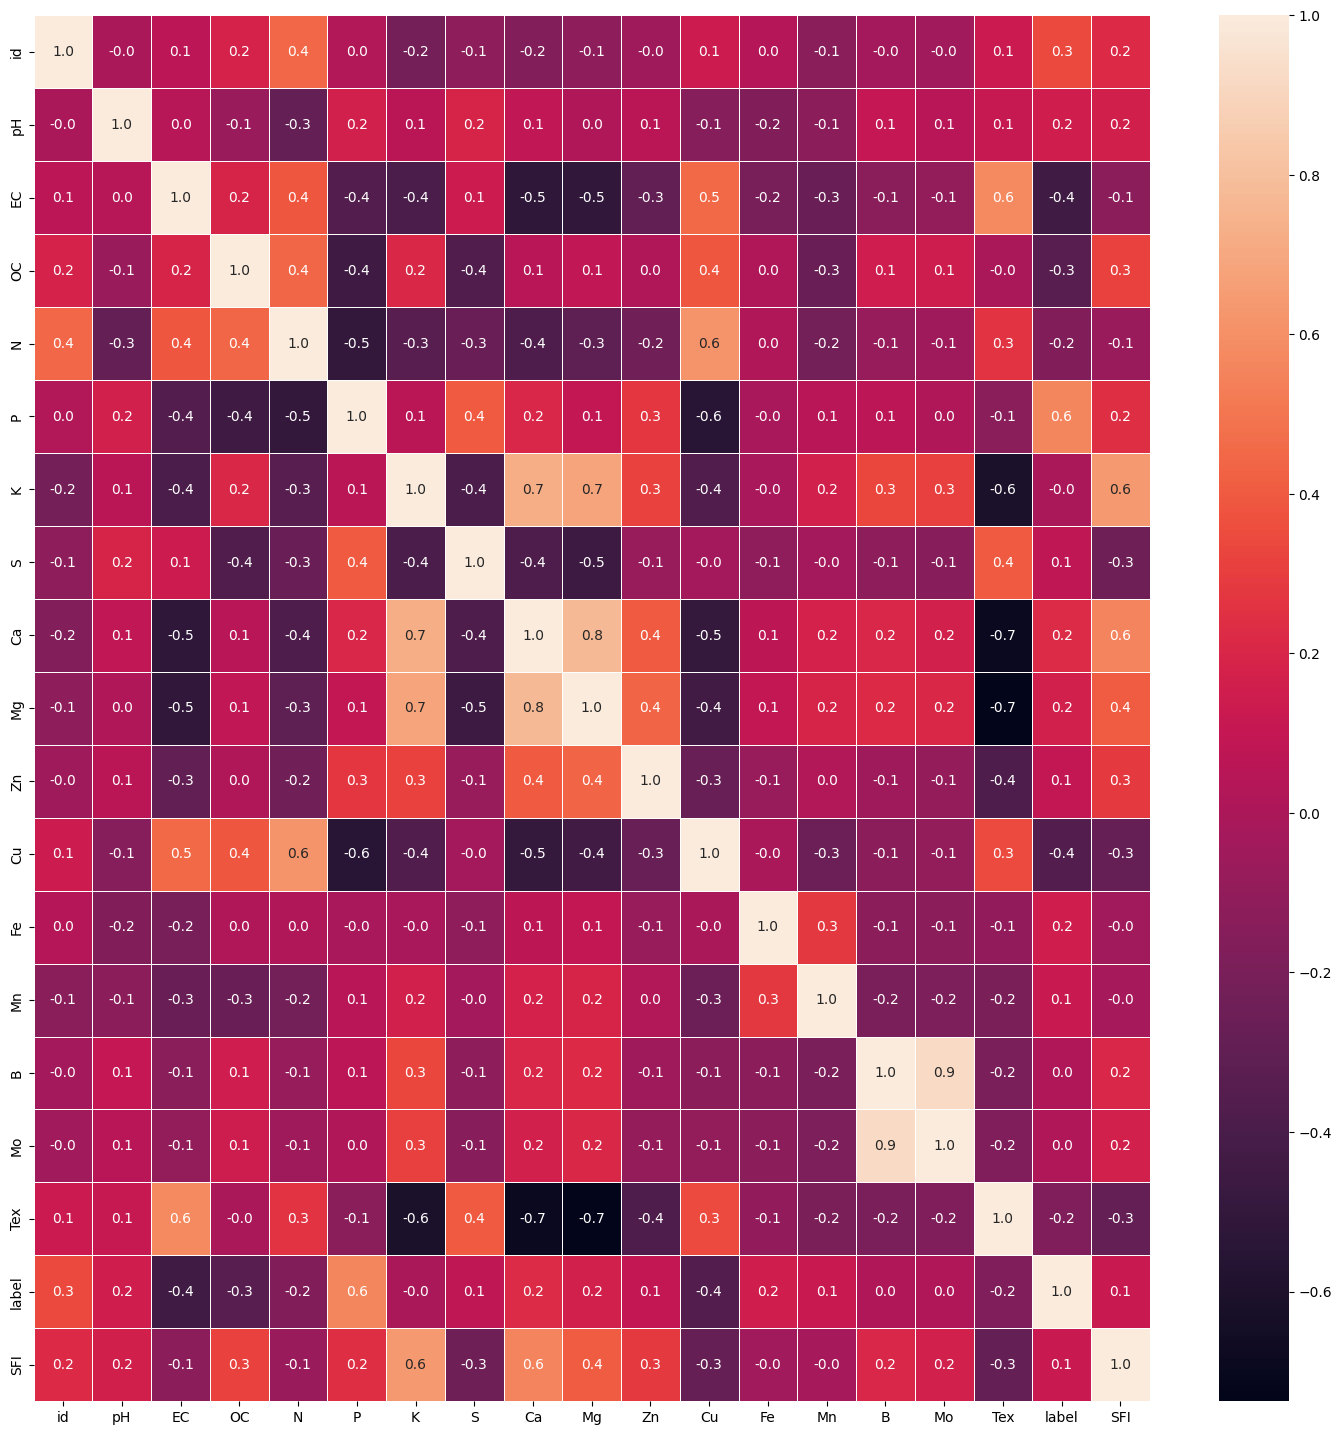 id 1.0 -0.0 0.1 0.2 0.4 0.0 -0.2 -0.1 -0.2 -0.1 -0.0 0.1 0.0 -0.1 -0.0 -0.0 0.1 0.3 0.2
pH -0.0 1.0 0.0 -0.1 -0.3 0.2 0.1 0.2 0.1 0.0 0.1 -0.1 -0.2 -0.1 0.1 0.1 0.1 0.2 0.2
EC 0.1 0.0 1.0 0.2 0.4 -0.4 -0.4 0.1 -0.5 -0.5 -0.3 0.5 -0.2 -0.3 -0.1 -0.1 0.6 -0.4 -0.1
OC 0.2 -0.1 0.2 1.0 0.4 -0.4 0.2 -0.4 0.1 0.1 0.0 0.4 0.0 -0.3 0.1 0.1 -0.0 -0.3 0.3
N 0.4 -0.3 0.4 0.4 1.0 -0.5 -0.3 -0.3 -0.4 -0.3 -0.2 0.6 0.0 -0.2 -0.1 -0.1 0.3 -0.2 -0.1
P 0.0 0.2 -0.4 -0.4 -0.5 1.0 0.1 0.4 0.2 0.1 0.3 -0.6 -0.0 0.1 0.1 0.0 -0.1 0.6 0.2
K -0.2 0.1 -0.4 0.2 -0.3 0.1 1.0 -0.4 0.7 0.7 0.3 -0.4 -0.0 0.2 0.3 0.3 -0.6 -0.0 0.6
S -0.1 0.2 0.1 -0.4 -0.3 0.4 -0.4 1.0 -0.4 -0.5 -0.1 -0.0 -0.1 -0.0 -0.1 -0.1 0.4 0.1 -0.3
Ca -0.2 0.1 -0.5 0.1 -0.4 0.2 0.7 -0.4 1.0 0.8 0.4 -0.5 0.1 0.2 0.2 0.2 -0.7 0.2 0.6
Mg -0.1 0.0 -0.5 0.1 -0.3 0.1 0.7 -0.5 0.8 1.0 0.4 -0.4 0.1 0.2 0.2 0.2 -0.7 0.2 0.4
Zn -0.0 0.1 -0.3 0.0 -0.2 0.3 0.3 -0.1 0.4 0.4 1.0 -0.3 -0.1 0.0 -0.1 -0.1 -0.4 0.1 0.3
Cu 0.1 -0.1 0.5 0.4 0.6 -0.6 -0.4 -0.0 -0.5 -0.4 -0.3 1.0 -0.0 -0.3 -0.1 -0.1 0.3 -0.4 -0.3
Fe 0.0 -0.2 -0.2 0.0 0.0 -0.0 -0.0 -0.1 0.1 0.1 -0.1 -0.0 1.0 0.3 -0.1 -0.1 -0.1 0.2 -0.0
Mn -0.1 -0.1 -0.3 -0.3 -0.2 0.1 0.2 -0.0 0.2 0.2 0.0 -0.3 0.3 1.0 -0.2 -0.2 -0.2 0.1 -0.0
B -0.0 0.1 -0.1 0.1 -0.1 0.1 0.3 -0.1 0.2 0.2 -0.1 -0.1 -0.1 -0.2 1.0 0.9 -0.2 0.0 0.2
Mo -0.0 0.1 -0.1 0.1 -0.1 0.0 0.3 -0.1 0.2 0.2 -0.1 -0.1 -0.1 -0.2 0.9 1.0 -0.2 0.0 0.2
Tex 0.1 0.1 0.6 -0.0 0.3 -0.1 -0.6 0.4 -0.7 -0.7 -0.4 0.3 -0.1 -0.2 -0.2 -0.2 1.0 -0.2 -0.3
label 0.3 0.2 -0.4 -0.3 -0.2 0.6 -0.0 0.1 0.2 0.2 0.1 -0.4 0.2 0.1 0.0 0.0 -0.2 1.0 0.1
SFI 0.2 0.2 -0.1 0.3 -0.1 0.2 0.6 -0.3 0.6 0.4 0.3 -0.3 -0.0 -0.0 0.2 0.2 -0.3 0.1 1.0
id pH EC OC N P K S Ca Mg Zn Cu Fe Mn B Mo Tex label SFI
1.0
0.8
0.6
0.4
0.2
0.0
−0.2
−0.4
−0.6